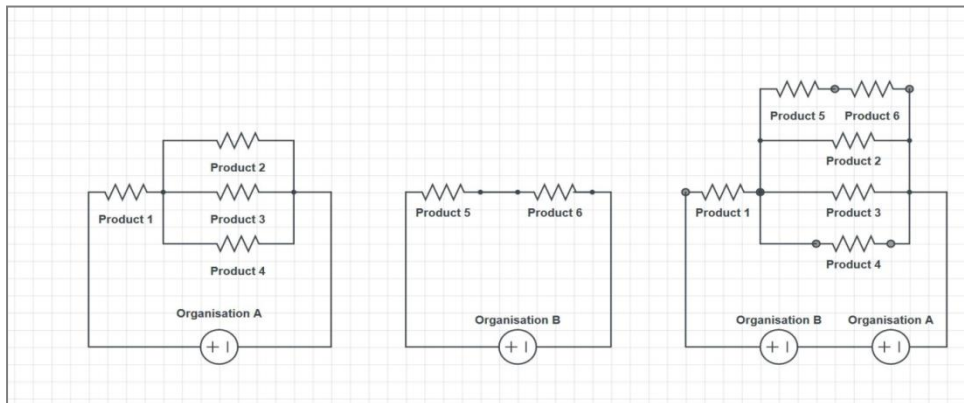 Product 2
Product 1
Product 3
Product 4
Organisation A
+ -
Product 5
Product 6
Organisation B
+ -
Product 5
Product 6
Product 2
Product 1
Product 3
Product 4
Organisation B
Organisation A
+ -
+ -